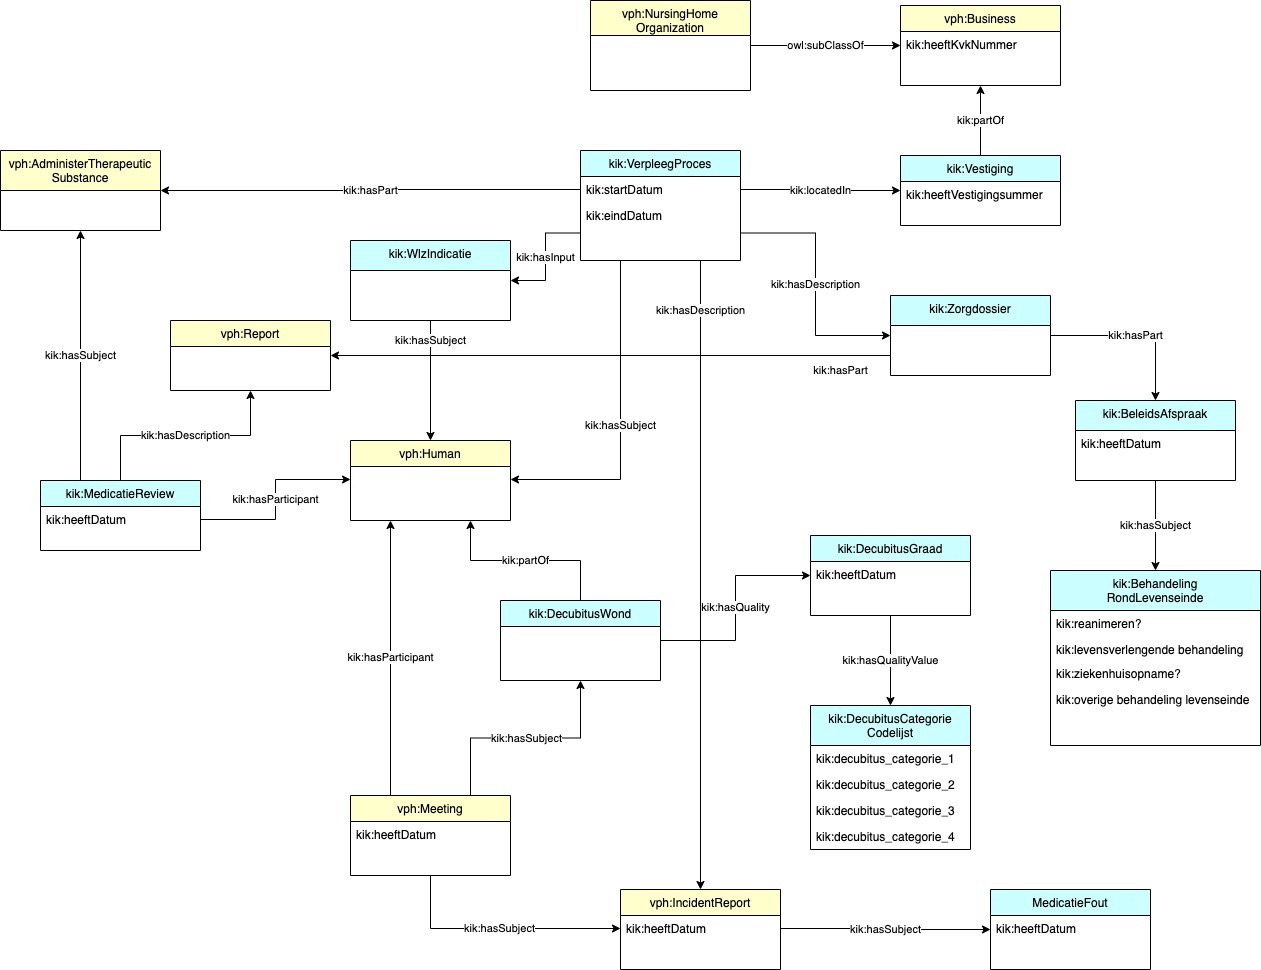 vph:NursingHome
Organization
vph:Business
kik:heeftKvkNummer
owl:subClassOf
kik:partOf
vph:AdministerTherapeutic
Substance
kik:hasPart
kik:VerpleegProces
kik:startDatum
kik:eindDatum
kik:locatedIn
kik:Vestiging
kik:heeftVestigingsummer
kik:WlzIndicatie
kik:hasInput
kik:hasDescription
kik:hasDescription
kik:Zorgdossier
vph:Report
kik:hasSubject
kik:hasSubject
kik:hasPart
kik:hasPart
kik:BeleidsAfspraak
kik:heeftDatum
kik:hasDescription
kik:hasSubject
vph:Human
kik:MedicatieReview
kik:heeftDatum
kik:hasParticipant
kik:hasSubject
kik:partOf
kik:DecubitusGraad
kik:heeftDatum
kik:Behandeling
RondLevenseinde
kik:reanimeren?
kik:levensverlengende behandeling
kik:ziekenhuisopname?
kik:overige behandeling levenseinde
kik:DecubitusWond
kik:hasQuality
kik:hasParticipant
kik:hasQualityValue
kik:hasSubject
kik:DecubitusCategorie
Codelijst
kik:decubitus_categorie_1
kik:decubitus_categorie_2
kik:decubitus_categorie_3
kik:decubitus_categorie_4
vph:Meeting
kik:heeftDatum
kik:hasSubject
vph:IncidentReport
kik:heeftDatum
kik:hasSubject
MedicatieFout
kik:heeftDatum